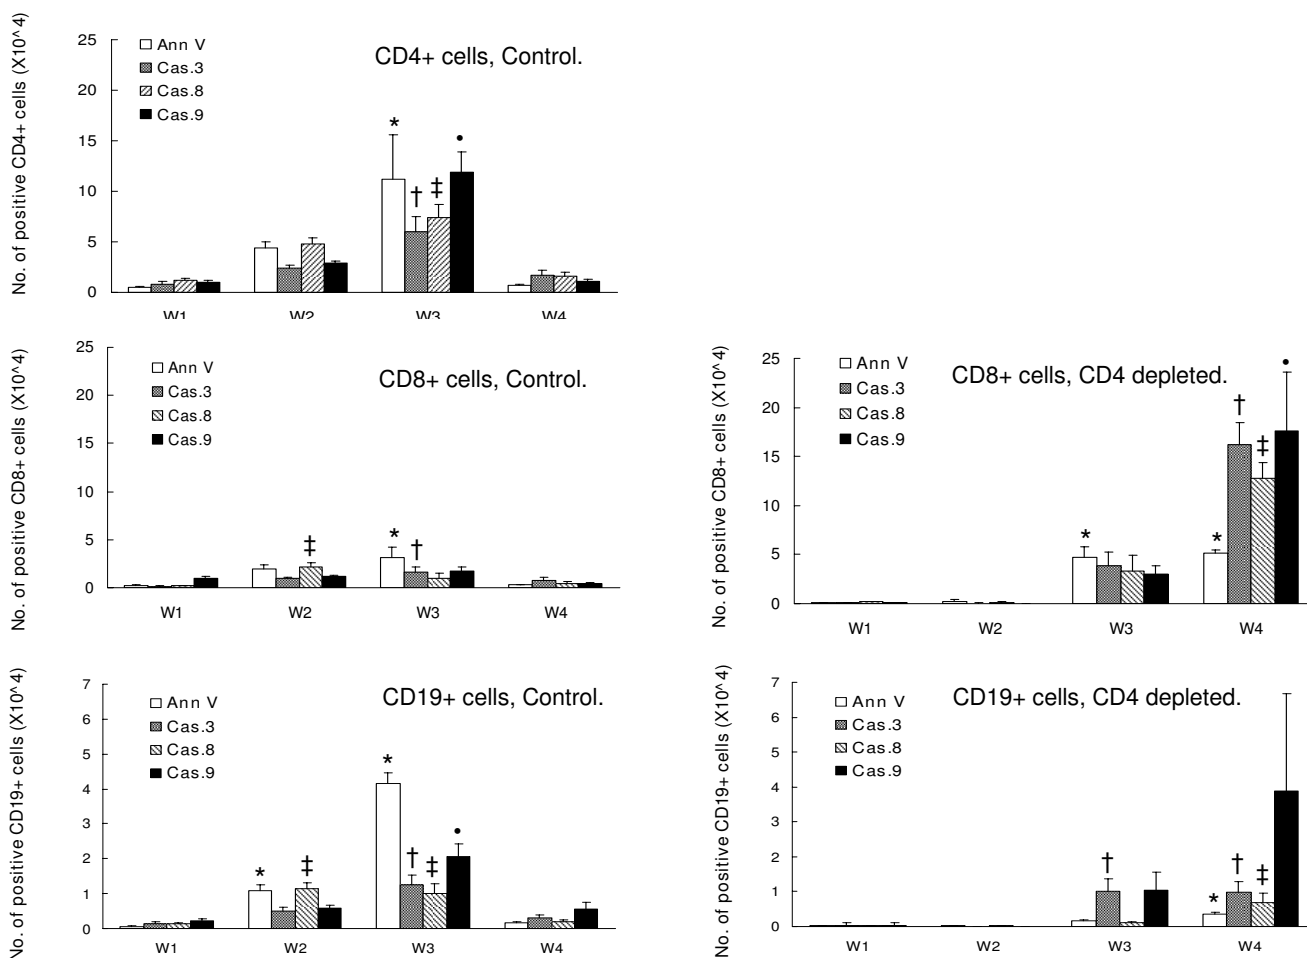 No. of positive CD4+ cells (X10^4)
25
20
15
10
5
0
Ann V
Cas.3
Cas.8
Cas.9
CD4+ cells, Control.
*
†
‡
•
W1 W2 W3 W4
No. of positive CD8+ cells (X10^4)
25
20
15
10
5
0
Ann V
Cas.3
Cas.8
Cas.9
CD8+ cells, Control.
‡
*
†
W1 W2 W3 W4
No. of positive CD8+ cells (X10^4)
25
20
15
10
5
0
Ann V
Cas.3
Cas.8
Cas.9
CD8+ cells, CD4 depleted.
*
*
†
‡
•
W1 W2 W3 W4
No. of positive CD19+ cells (X10^4)
7
6
5
4
3
2
1
0
Ann V
Cas.3
Cas.8
Cas.9
CD19+ cells, Control.
*
‡
*
†
‡
•
W1 W2 W3 W4
No. of positive CD19+ cells (X10^4)
7
6
5
4
3
2
1
0
Ann V
Cas.3
Cas.8
Cas.9
CD19+ cells, CD4 depleted.
†
*
†
‡
W1 W2 W3 W4